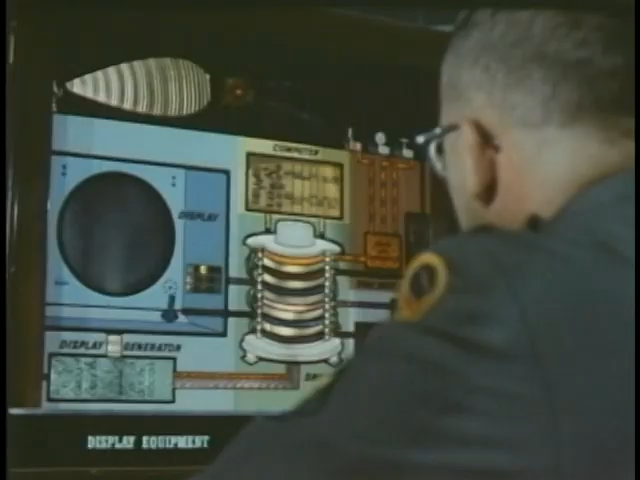 COMPUTER
DISPLAY
DISPLAY GENERATOR
DISPLAY EQUIPMENT